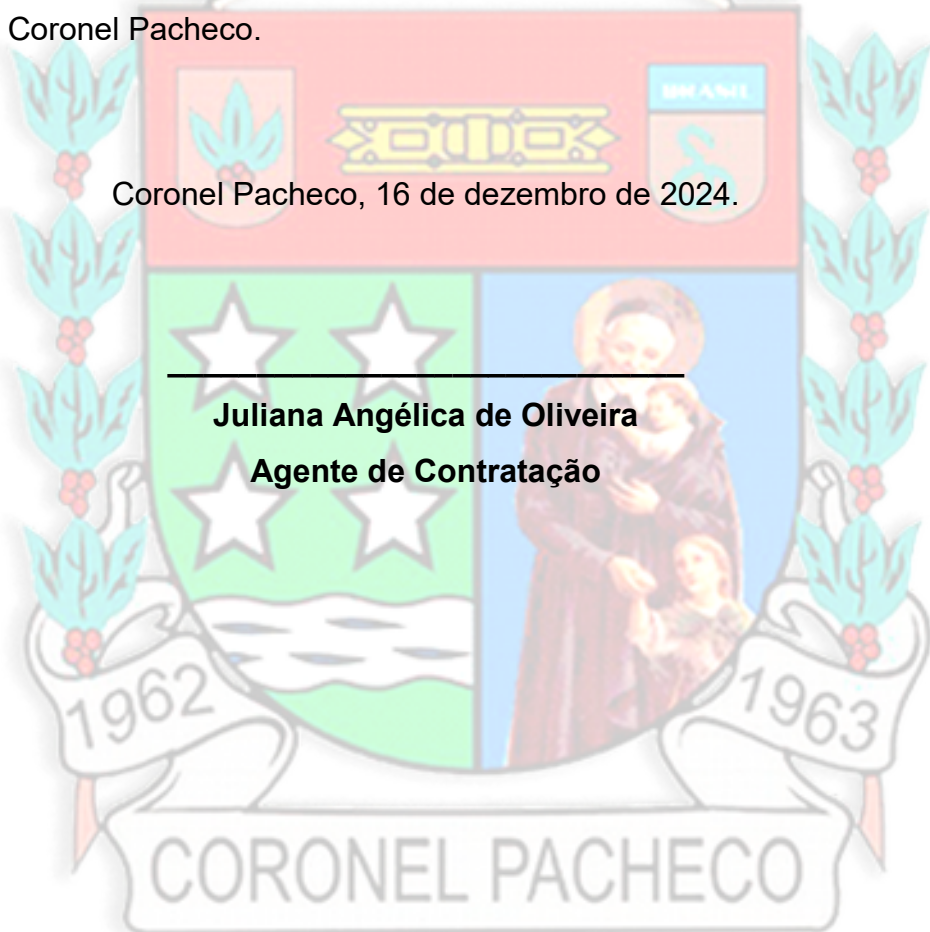 Coronel Pacheco.
BRASIL
Coronel Pacheco, 16 de dezembro de 2024.
Juliana Angélica de Oliveira
Agente de Contratação
1962
1963
CORONEL PACHECO